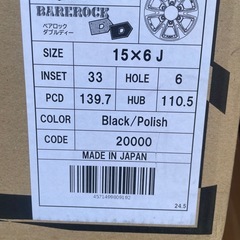 BAREROCK
ベアロック
ダブルディー
SIZE 15×6 J
INSET 33 HOLE 6
PCD 139.7 HUB 110.5
COLOR Black/Polish
CODE 20000
MADE IN JAPAN
24.5